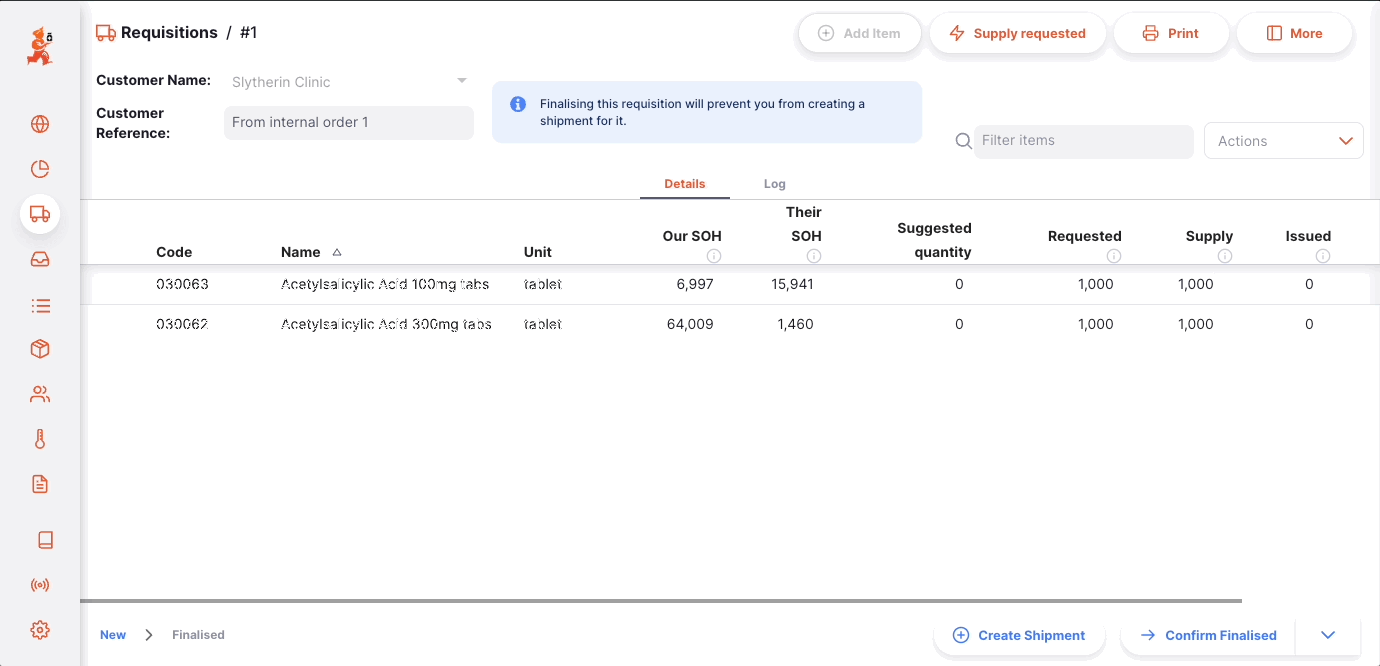 Requisitions / #1
Add Item
Supply requested
Print
More
Customer Name: Slytherin Clinic
Customer Reference: From internal order 1
Finalising this requisition will prevent you from creating a
shipment for it.
Filter items
Actions
Details Log
Code Name Unit Our SOH Their SOH Suggested quantity Requested Supply Issued
030063 Acetylsalicylic Acid 100mg tabs tablet 6,997 15,941 0 1,000 1,000 0
030062 Acetylsalicylic Acid 300mg tabs tablet 64,009 1,460 0 1,000 1,000 0
New Finalised Create Shipment Confirm Finalised